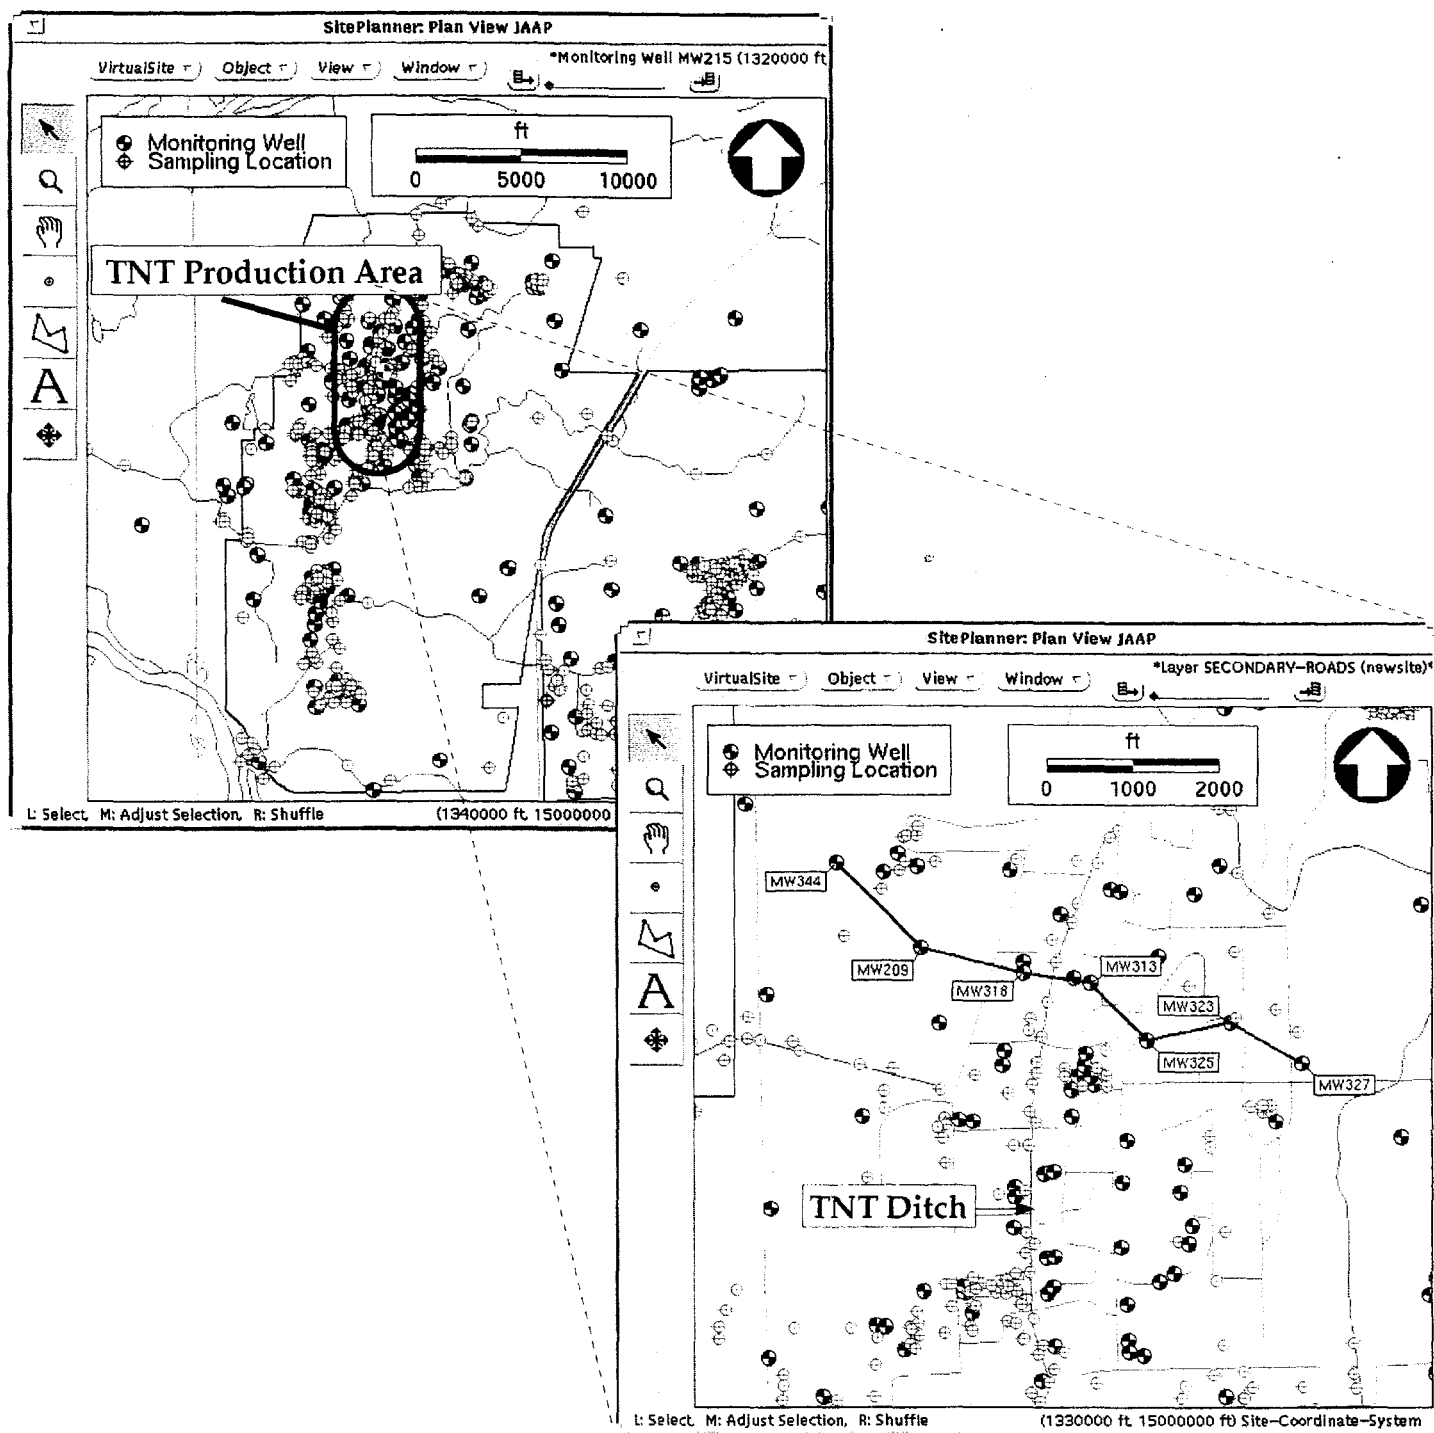 SitePlanner: Plan View JAAP
*Monitoring Well MW215 (1320000 ft
VirtualSite
Object
View
Window
Monitoring Well
Sampling Location
ft
0 5000 10000
TNT Production Area
A
L: Select, M: Adjust Selection, R: Shuffle (1340000 ft, 15000000
SitePlanner: Plan View JAAP
*Layer SECONDARY-ROADS (newsite)*
VirtualSite
Object
View
Window
Monitoring Well
Sampling Location
ft
0 1000 2000
MW344
MW209
MW313
MW318
MW323
MW325
MW327
A
TNT Ditch
L: Select, M: Adjust Selection, R: Shuffle (1330000 ft, 15000000 ft) Site-Coordinate-System